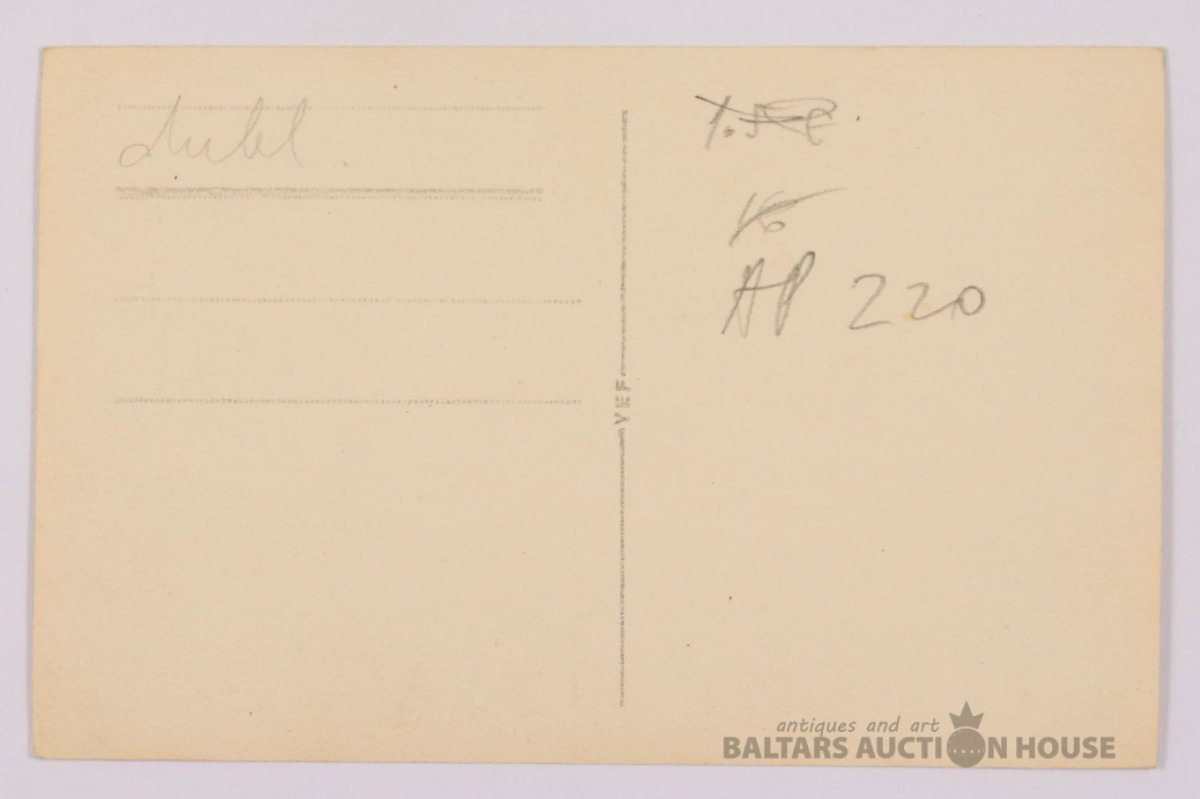 dubl.
VEF
AP 220
antiques and art
BALTARS AUCTION HOUSE